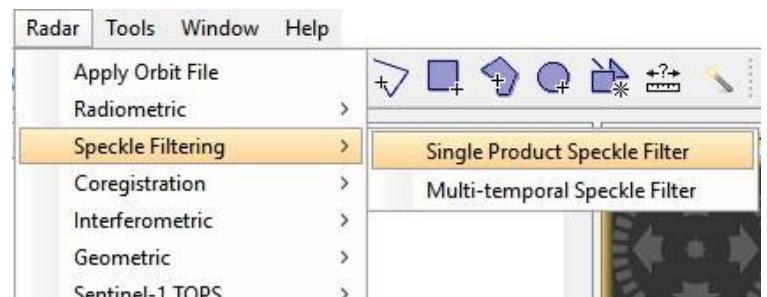 Radar Tools Window Help
Apply Orbit File
Radiometric >
Speckle Filtering >
Single Product Speckle Filter
Coregistration >
Multi-temporal Speckle Filter
Interferometric >
Geometric >
Sentinel-1 TOPS >